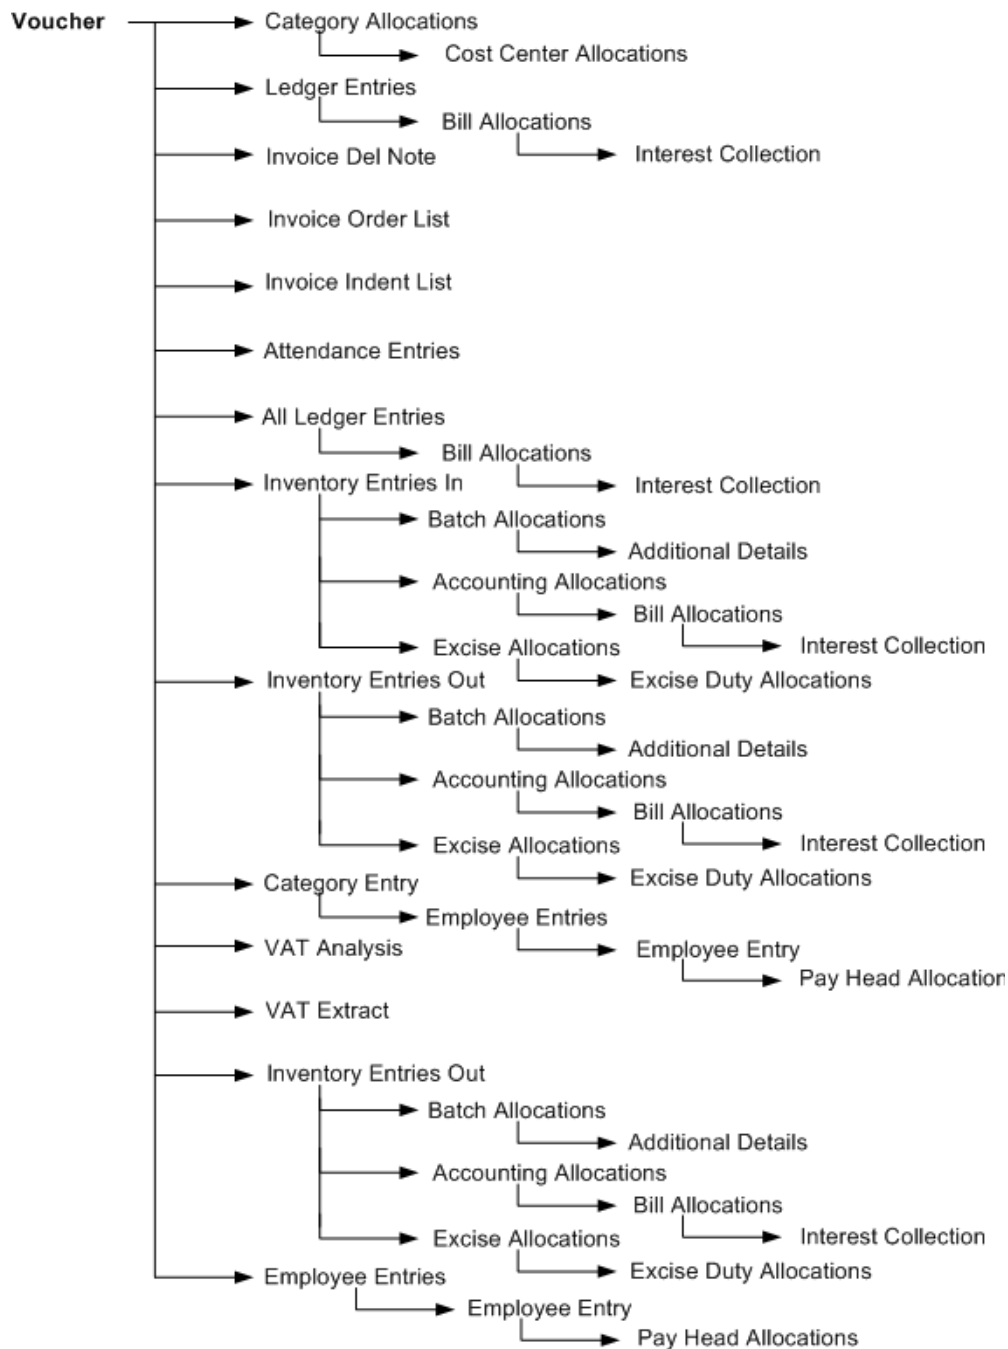 Voucher
Category Allocations
Cost Center Allocations
Ledger Entries
Bill Allocations
Interest Collection
Invoice Del Note
Invoice Order List
Invoice Indent List
Attendance Entries
All Ledger Entries
Bill Allocations
Inventory Entries In
Interest Collection
Batch Allocations
Additional Details
Accounting Allocations
Bill Allocations
Interest Collection
Excise Allocations
Inventory Entries Out
Excise Duty Allocations
Batch Allocations
Additional Details
Accounting Allocations
Bill Allocations
Interest Collection
Excise Allocations
Excise Duty Allocations
Category Entry
Employee Entries
VAT Analysis
Employee Entry
Pay Head Allocation
VAT Extract
Inventory Entries Out
Batch Allocations
Additional Details
Accounting Allocations
Bill Allocations
Interest Collection
Excise Allocations
Excise Duty Allocations
Employee Entries
Employee Entry
Pay Head Allocations